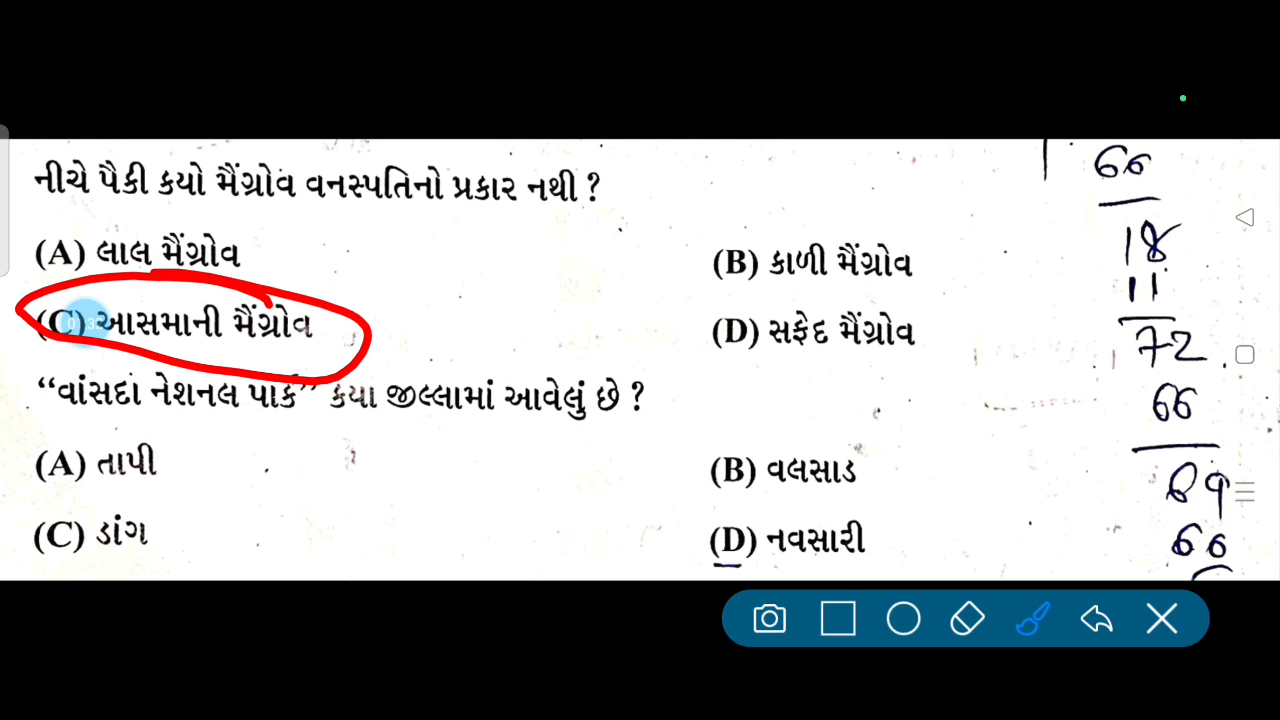 નીચે પૈકી કયો મૈંગ્રોવ વનસ્પતિનો પ્રકાર નથી ?
(A) લાલ મૈંગ્રોવ
(B) કાળી મૈંગ્રોવ
(C) આસમાની મૈંગ્રોવ
(D) સફેદ મૈંગ્રોવ
“વાંસદા નેશનલ પાર્ક” કયા જીલ્લામાં આવેલું છે ?
(A) તાપી
(B) વલસાડ
(C) ડાંગ
(D) નવસારી
66
18
11
72
66
66